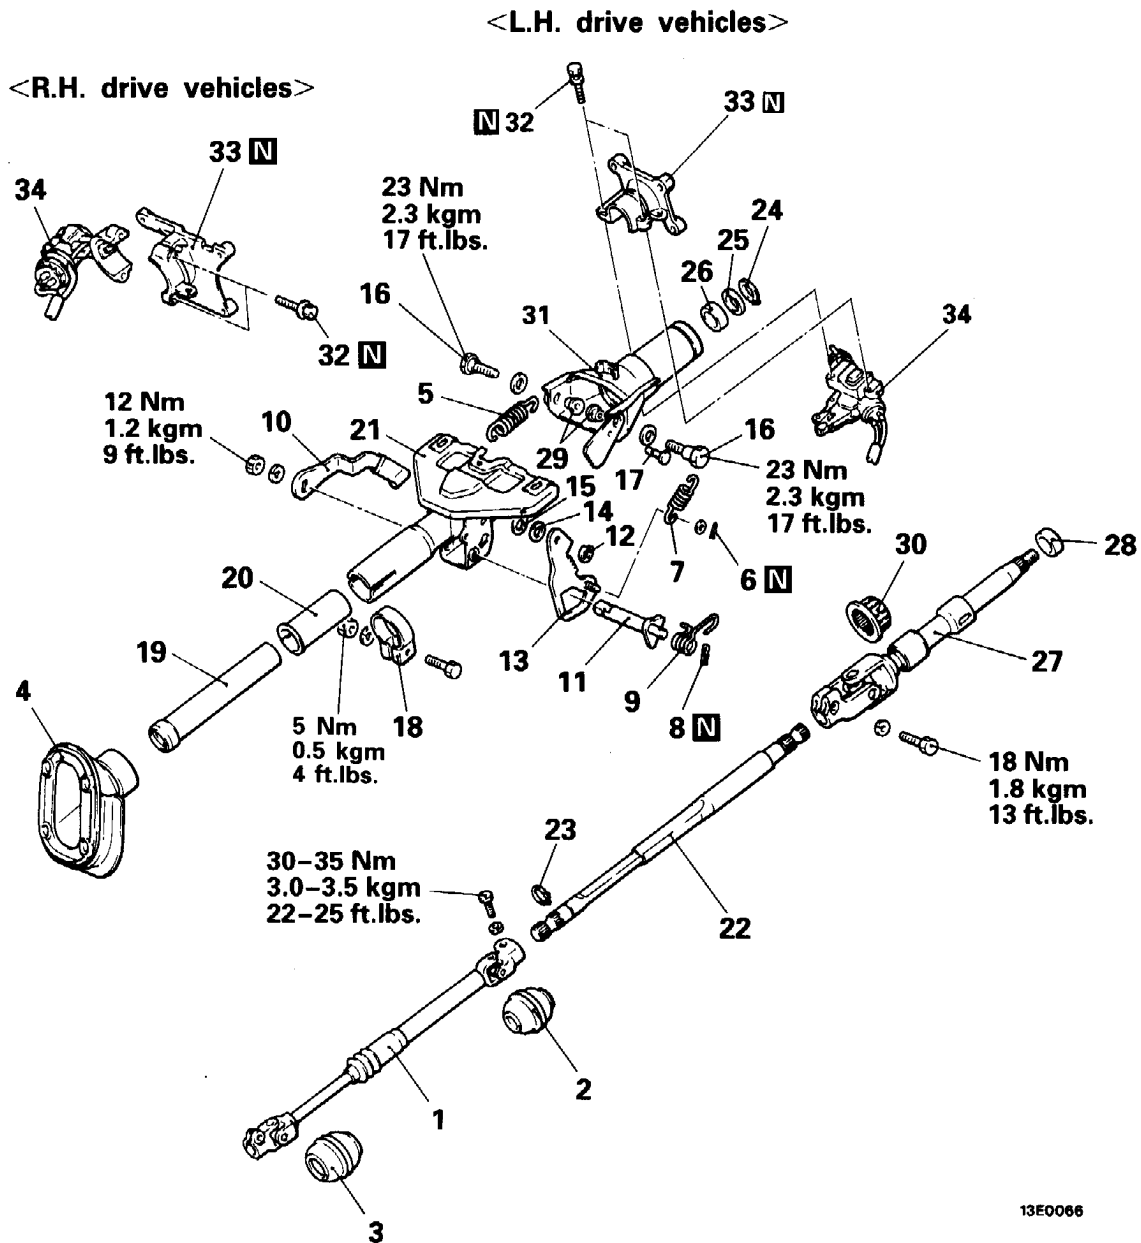 <L.H. drive vehicles>
<R.H. drive vehicles>
N 32
33 N
33 N
34
23 Nm
2.3 kgm
17 ft.lbs.
24
25
26
16
31
34
32 N
5
12 Nm
1.2 kgm
9 ft.lbs.
10
21
29
17
16
23 Nm
2.3 kgm
17 ft.lbs.
15
14
12
7
6 N
30
28
20
19
13
11
9
8 N
27
4
5 Nm
0.5 kgm
4 ft.lbs.
18
18 Nm
1.8 kgm
13 ft.lbs.
23
30–35 Nm
3.0–3.5 kgm
22–25 ft.lbs.
22
2
1
3
13E0066